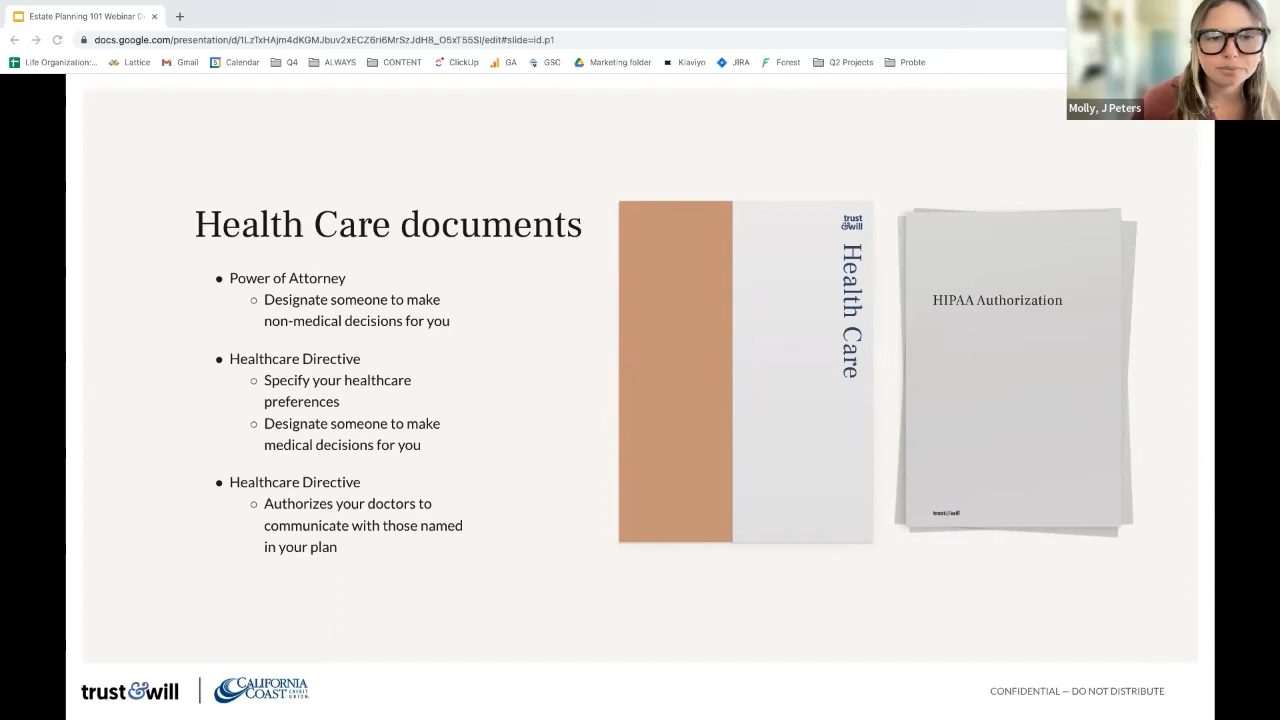 Estate Planning 101 Webinar D
docs.google.com/presentation/d/1LzTxHAjm4dKGMJbuv2xECZ6ri6MrSzJdH8_O5xT55SI/edit#slide=id.p1
Life Organization:... Lattice Gmail Calendar Q4 ALWAYS CONTENT ClickUp GA GSC Marketing folder Klaviyo JIRA Forest Q2 Projects Probte
Molly, J Peters
Health Care documents
● Power of Attorney
○ Designate someone to make
non-medical decisions for you
● Healthcare Directive
○ Specify your healthcare
preferences
○ Designate someone to make
medical decisions for you
● Healthcare Directive
○ Authorizes your doctors to
communicate with those named
in your plan
trust
&will
Health Care
HIPAA Authorization
trust&will
trust&will
CALIFORNIA
COAST CREDIT UNION
CONFIDENTIAL – DO NOT DISTRIBUTE